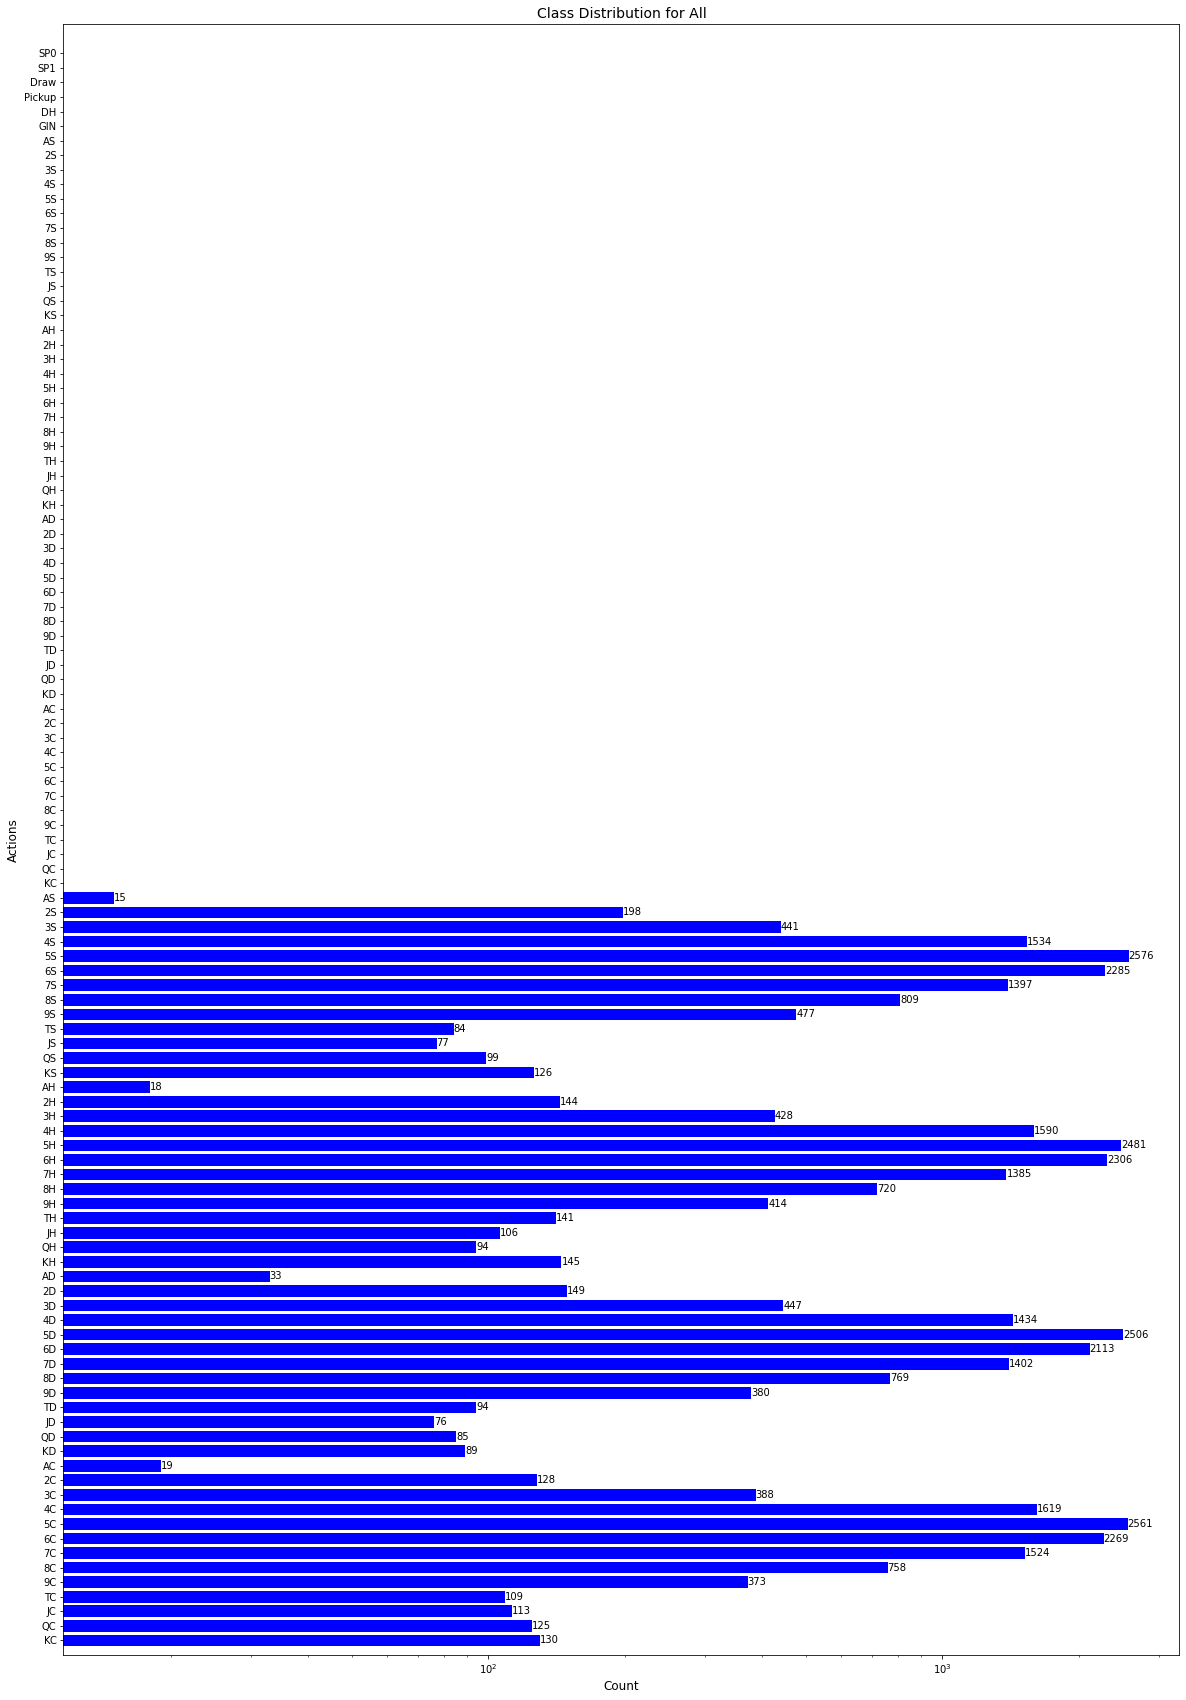 Class Distribution for All
SP0
SP1
Draw
Pickup
DH
GIN
AS
2S
3S
4S
5S
6S
7S
8S
9S
TS
JS
QS
KS
AH
2H
3H
4H
5H
6H
7H
8H
9H
TH
JH
QH
KH
AD
2D
3D
4D
5D
6D
7D
8D
9D
TD
JD
QD
KD
AC
2C
3C
4C
5C
6C
7C
8C
9C
TC
JC
QC
KC
AS 15
2S 198
3S 441
4S 1534
5S 2576
6S 2285
7S 1397
8S 809
9S 477
TS 84
JS 77
QS 99
KS 126
AH 18
2H 144
3H 428
4H 1590
5H 2481
6H 2306
7H 1385
8H 720
9H 414
TH 141
JH 106
QH 94
KH 145
AD 33
2D 149
3D 447
4D 1434
5D 2506
6D 2113
7D 1402
8D 769
9D 380
TD 94
JD 76
QD 85
KD 89
AC 19
2C 128
3C 388
4C 1619
5C 2561
6C 2269
7C 1524
8C 758
9C 373
TC 109
JC 113
QC 125
KC 130
Actions
10² 10³
Count